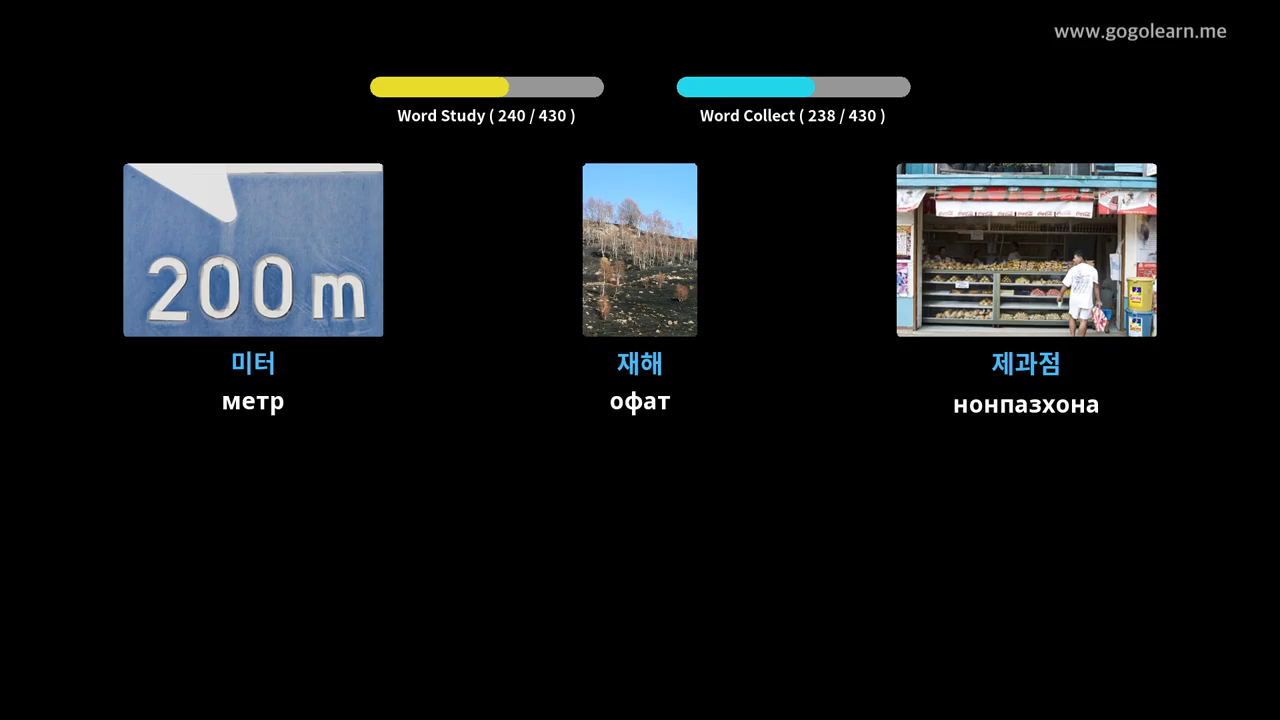 www.gogolearn.me
Word Study ( 240 / 430 )
Word Collect ( 238 / 430 )
200 m
미터
재해
제과점
метр
офат
нонпазхона